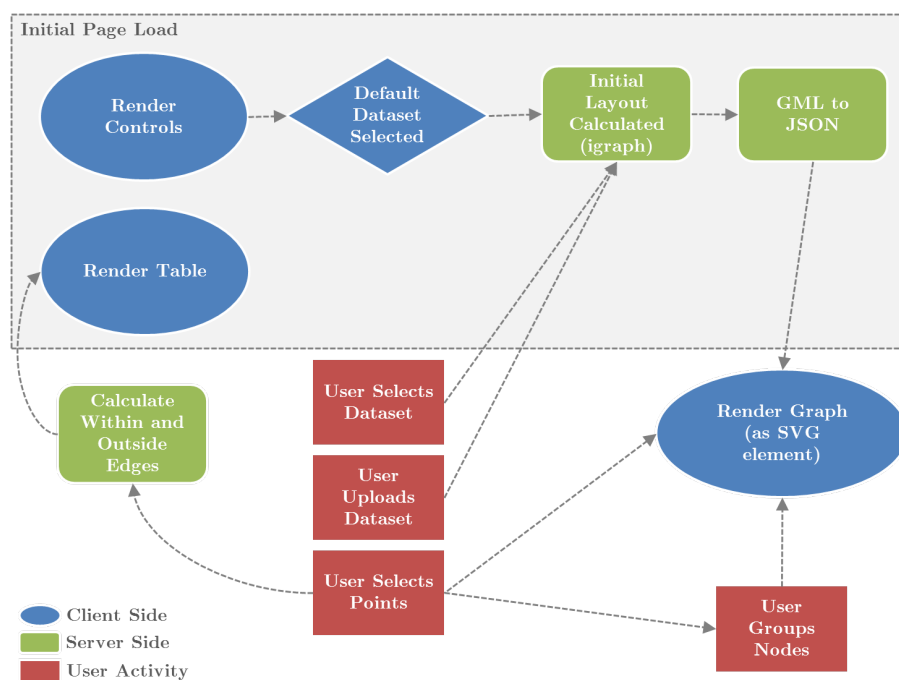 Initial Page Load
Render
Controls
Default
Dataset
Selected
Initial
Layout
Calculated
(igraph)
GML to
JSON
Render Table
User Selects
Dataset
Calculate
Within and
Outside
Edges
Render Graph
(as SVG
element)
User
Uploads
Dataset
User Selects
Points
User
Groups
Nodes
Client Side
Server Side
User Activity